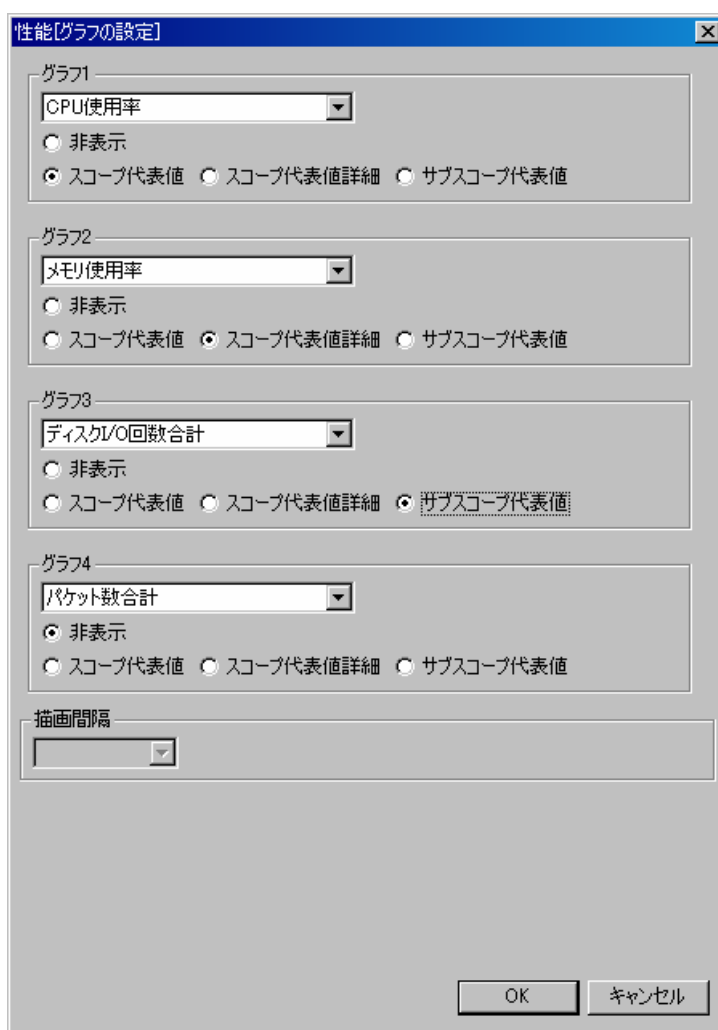 性能[グラフの設定]
グラフ1
CPU使用率
非表示
スコープ代表値 スコープ代表値詳細 サブスコープ代表値
グラフ2
メモリ使用率
非表示
スコープ代表値 スコープ代表値詳細 サブスコープ代表値
グラフ3
ディスクI/O回数合計
非表示
スコープ代表値 スコープ代表値詳細 サブスコープ代表値
グラフ4
パケット数合計
非表示
スコープ代表値 スコープ代表値詳細 サブスコープ代表値
描画間隔
OK キャンセル